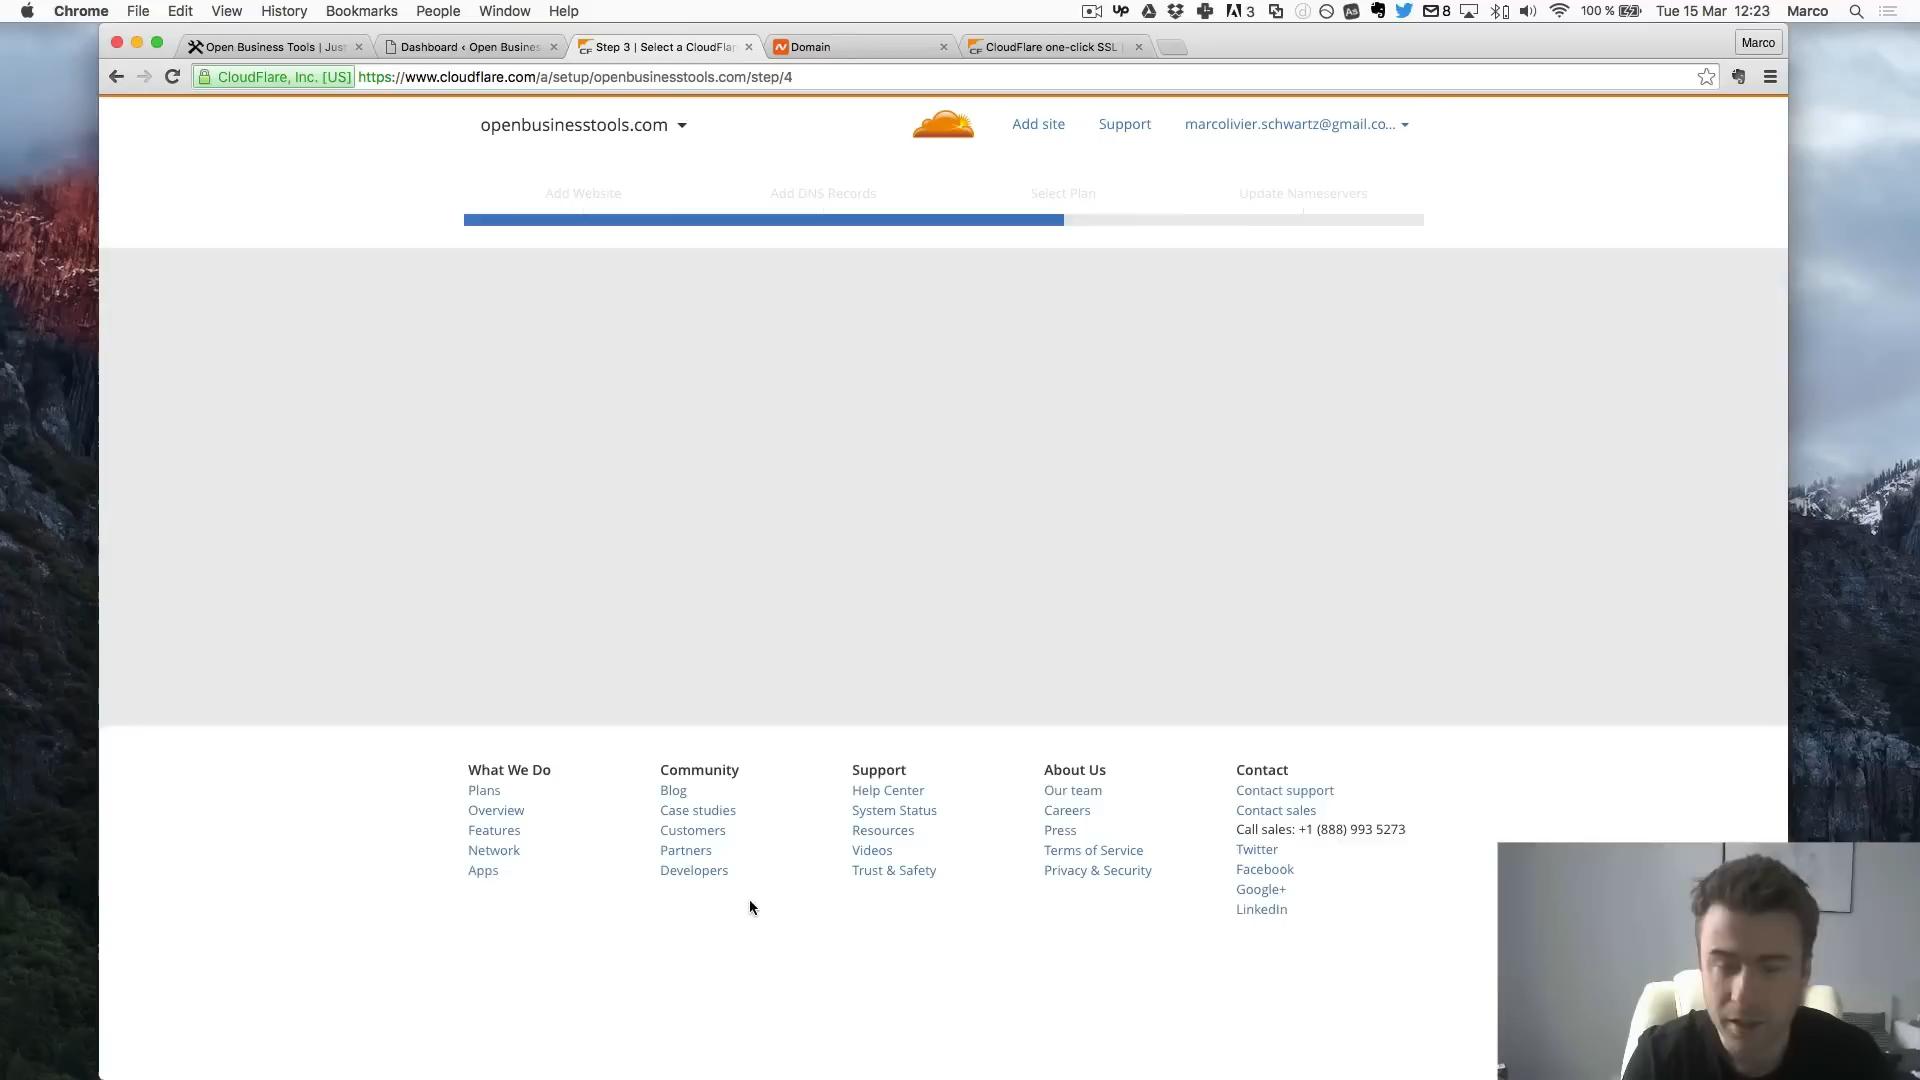 Chrome File Edit View History Bookmarks People Window Help
UP 3 8 100 % Tue 15 Mar 12:23 Marco
Open Business Tools | Jus
Dashboard ‹ Open Busines
Step 3 | Select a CloudFlar
Domain
CloudFlare one-click SSL |
Marco
CloudFlare, Inc. [US] https://www.cloudflare.com/a/setup/openbusinesstools.com/step/4
openbusinesstools.com
Add site
Support
marcolivier.schwartz@gmail.co...
Add Website
Add DNS Records
Select Plan
Update Nameservers
What We Do
Plans
Overview
Features
Network
Apps
Community
Blog
Case studies
Customers
Partners
Developers
Support
Help Center
System Status
Resources
Videos
Trust & Safety
About Us
Our team
Careers
Press
Terms of Service
Privacy & Security
Contact
Contact support
Contact sales
Call sales: +1 (888) 993 5273
Twitter
Facebook
Google+
LinkedIn